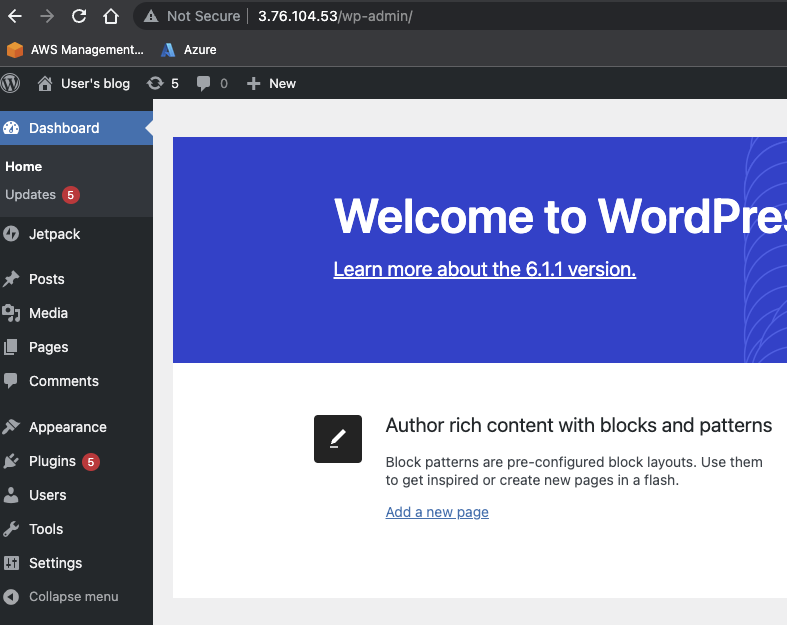 Not Secure 3.76.104.53/wp-admin/
AWS Management... Azure
User's blog 5 0 New
Dashboard
Home
Updates 5
Jetpack
Posts
Media
Pages
Comments
Appearance
Plugins 5
Users
Tools
Settings
Collapse menu
Welcome to WordPres
Learn more about the 6.1.1 version.
Author rich content with blocks and patterns
Block patterns are pre-configured block layouts. Use them
to get inspired or create new pages in a flash.
Add a new page